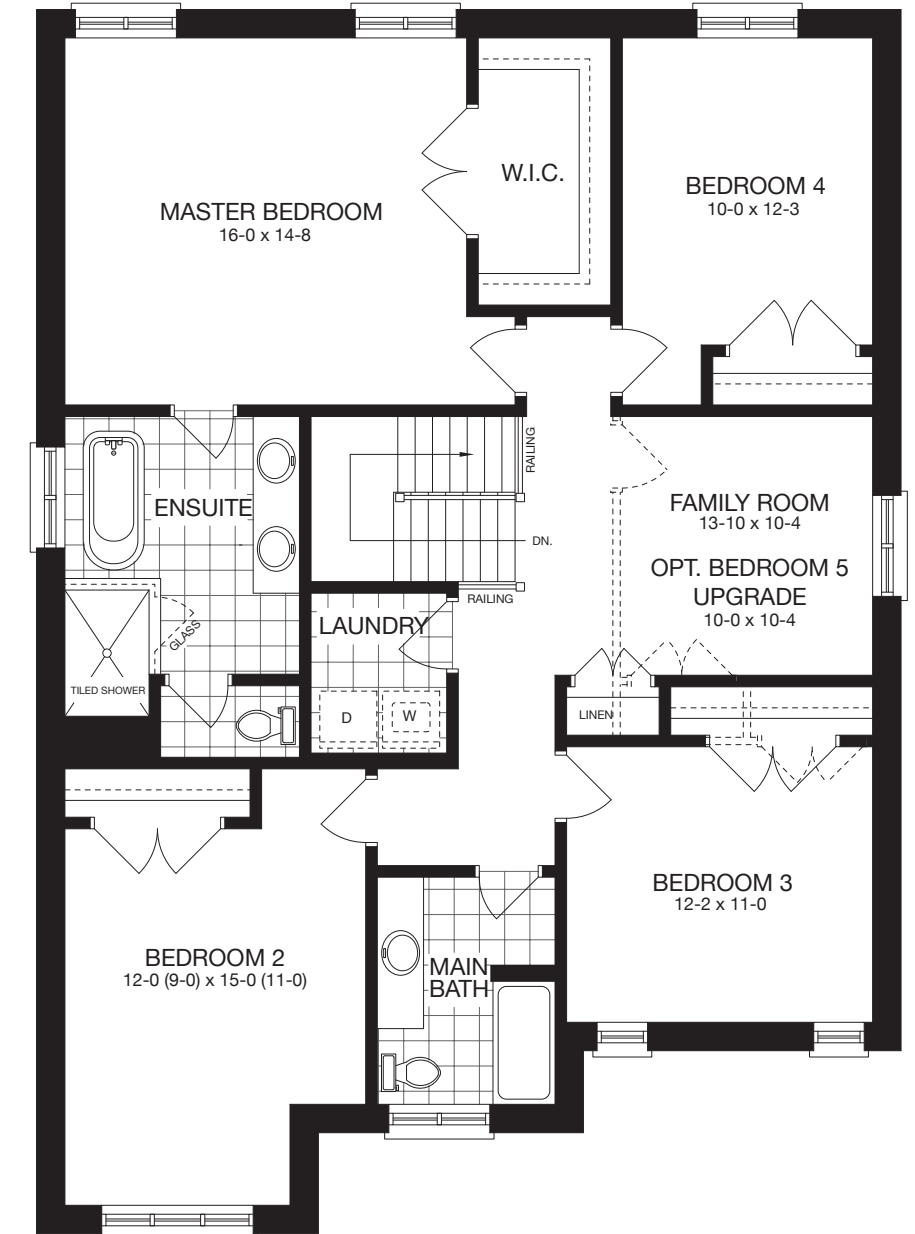 W.I.C.
BEDROOM 4
10-0 x 12-3
MASTER BEDROOM
16-0 x 14-8
RAILING
ENSUITE
FAMILY ROOM
13-10 x 10-4
DN.
OPT. BEDROOM 5
UPGRADE
10-0 x 10-4
RAILING
LAUNDRY
GLASS
TILED SHOWER
D
W
LINEN
BEDROOM 3
12-2 x 11-0
BEDROOM 2
12-0 (9-0) x 15-0 (11-0)
MAIN
BATH